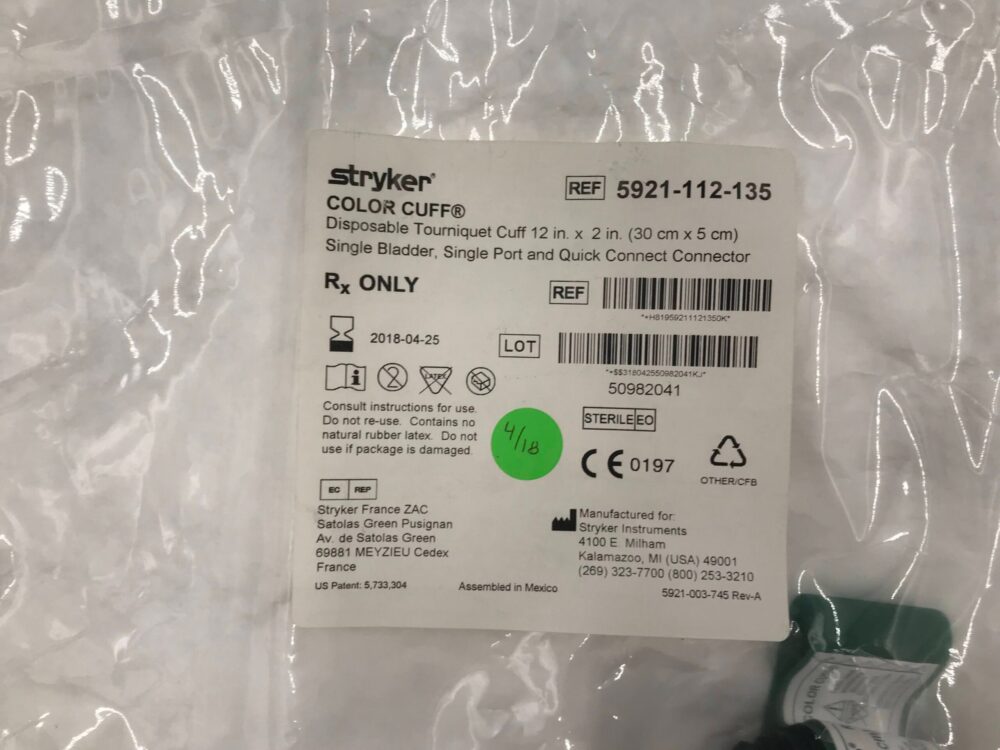 stryker®
REF 5921-112-135
COLOR CUFF®
Disposable Tourniquet Cuff 12 in. x 2 in. (30 cm x 5 cm)
Single Bladder, Single Port and Quick Connect Connector
Rx ONLY
REF
*+H81959211121350K*
2018-04-25
LOT
*+$$318042550982041KJ*
50982041
LATEX
Consult instructions for use.
Do not re-use. Contains no
natural rubber latex. Do not
use if package is damaged.
4/18
STERILE EO
CE 0197
OTHER/CFB
EC REP
Stryker France ZAC
Satolas Green Pusignan
Av. de Satolas Green
69881 MEYZIEU Cedex
France
Manufactured for:
Stryker Instruments
4100 E. Milham
Kalamazoo, MI (USA) 49001
(269) 323-7700 (800) 253-3210
US Patent: 5,733,304
Assembled in Mexico
5921-003-745 Rev-A
COLOR CUFF